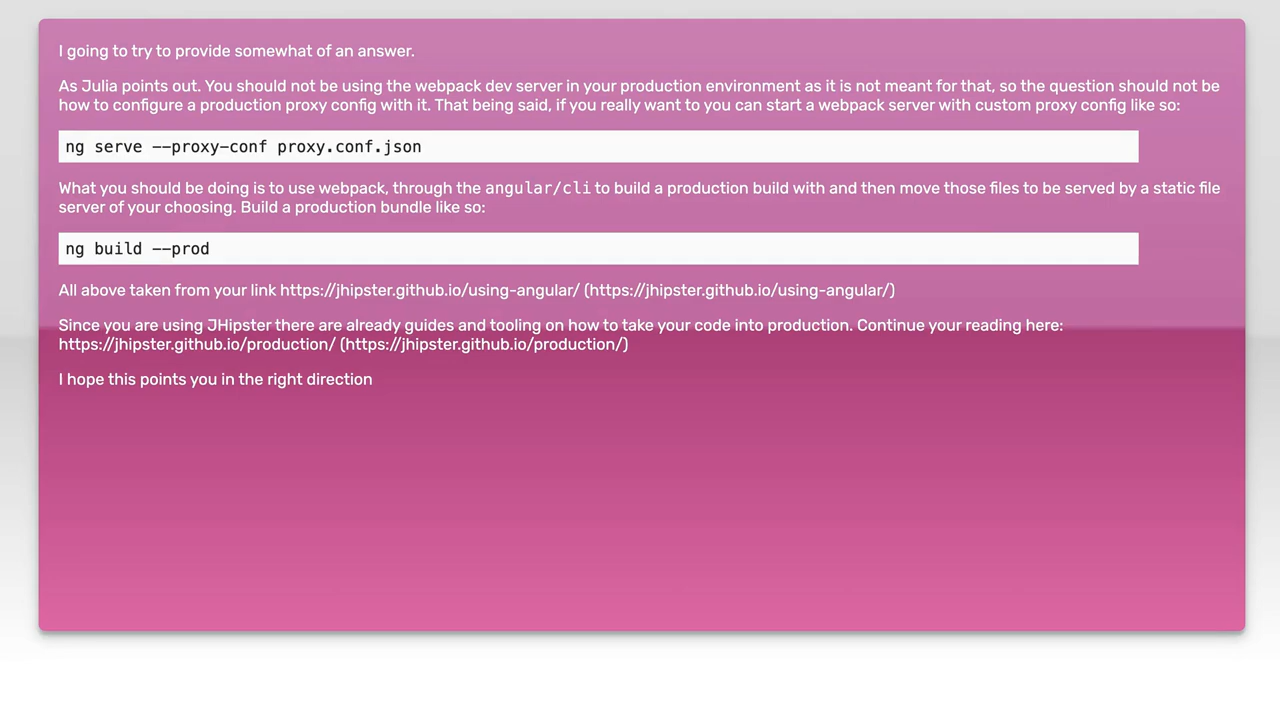 I going to try to provide somewhat of an answer.
As Julia points out. You should not be using the webpack dev server in your production environment as it is not meant for that, so the question should not be
how to configure a production proxy config with it. That being said, if you really want to you can start a webpack server with custom proxy config like so:
ng serve --proxy-conf proxy.conf.json
What you should be doing is to use webpack, through the angular/cli to build a production build with and then move those files to be served by a static file
server of your choosing. Build a production bundle like so:
ng build --prod
All above taken from your link https://jhipster.github.io/using-angular/ (https://jhipster.github.io/using-angular/)
Since you are using JHipster there are already guides and tooling on how to take your code into production. Continue your reading here:
https://jhipster.github.io/production/ (https://jhipster.github.io/production/)
I hope this points you in the right direction